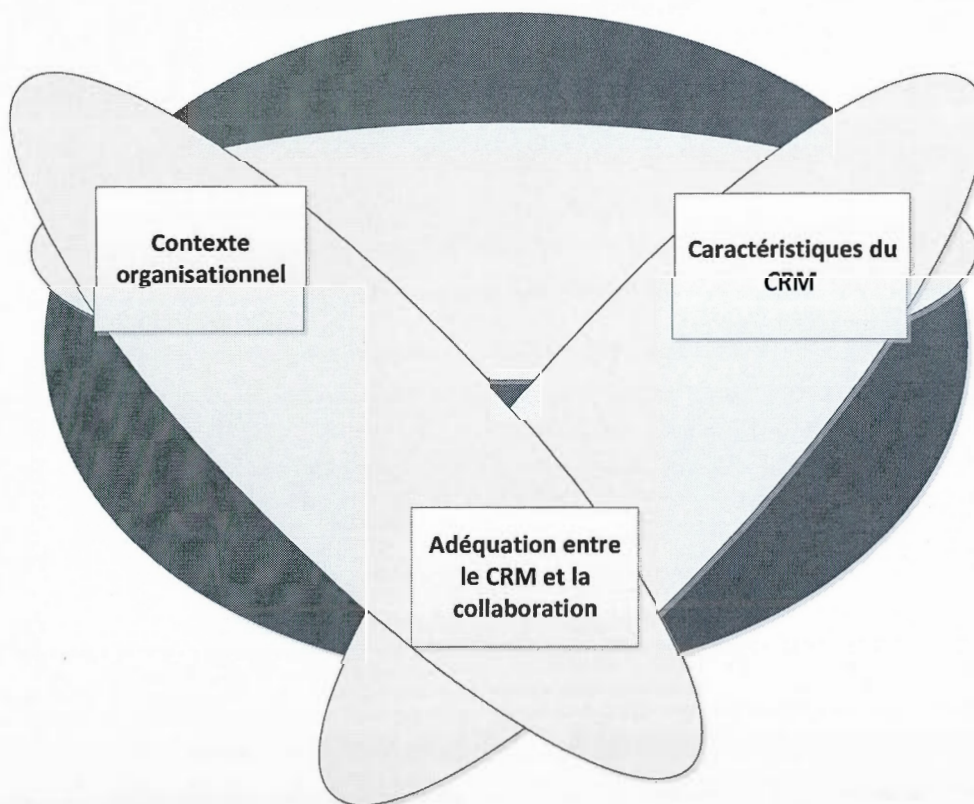 Contexte
organisationnel
Caractéristiques du
CRM
Adéquation entre
le CRM et la
collaboration